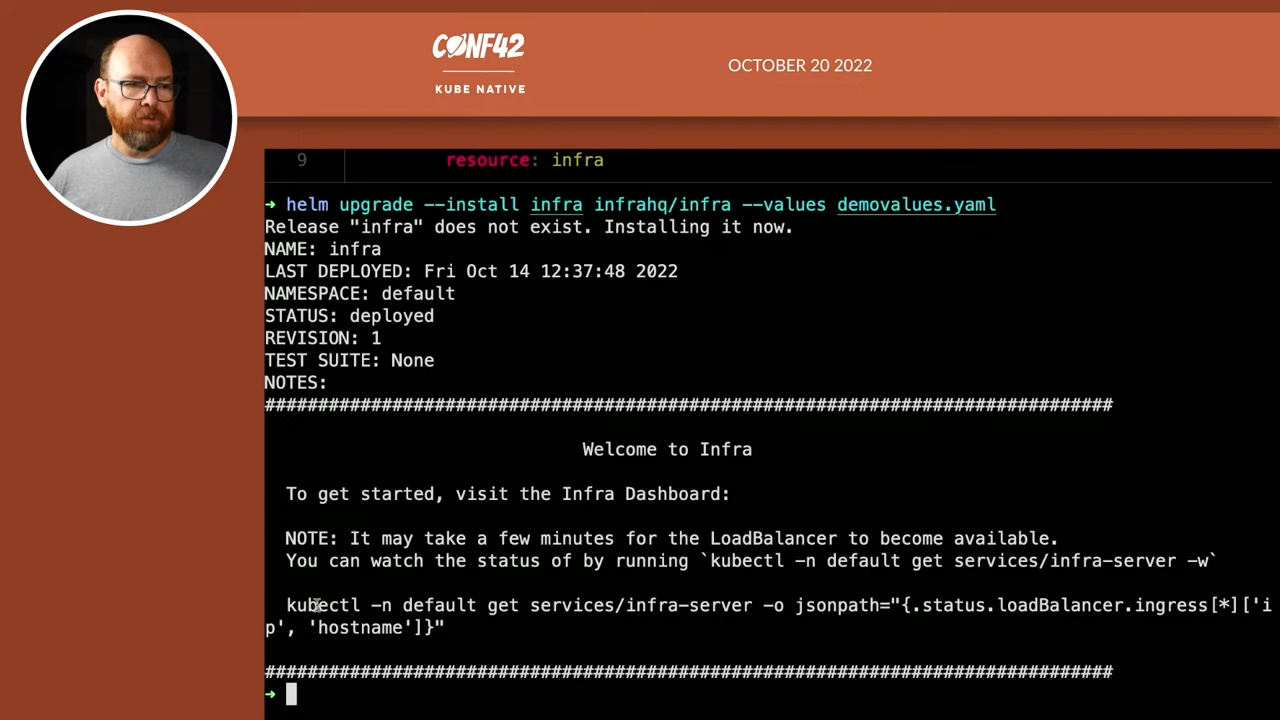 CONF42
KUBE NATIVE
OCTOBER 20 2022
9 resource: infra
➜ helm upgrade --install infra infrahq/infra --values demovalues.yaml
Release "infra" does not exist. Installing it now.
NAME: infra
LAST DEPLOYED: Fri Oct 14 12:37:48 2022
NAMESPACE: default
STATUS: deployed
REVISION: 1
TEST SUITE: None
NOTES:
################################################################################
Welcome to Infra
To get started, visit the Infra Dashboard:
NOTE: It may take a few minutes for the LoadBalancer to become available.
You can watch the status of by running `kubectl -n default get services/infra-server -w`
kubectl -n default get services/infra-server -o jsonpath="{.status.loadBalancer.ingress[*]['i
p', 'hostname']}"
################################################################################
➜